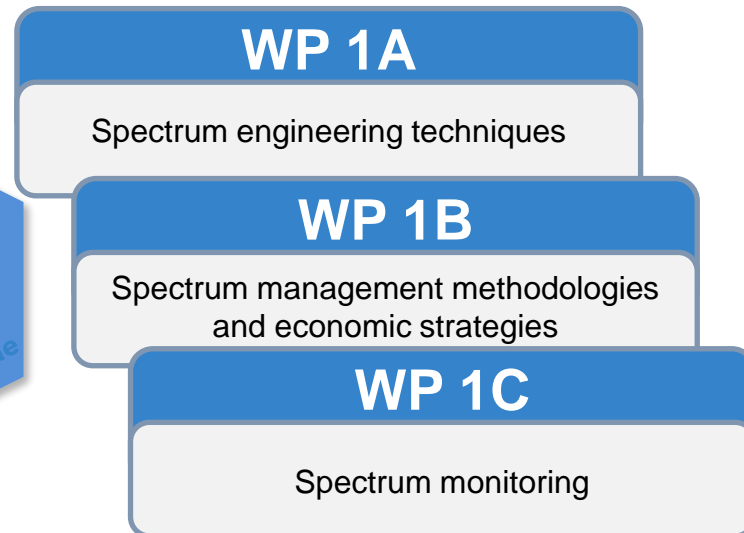 WP 1A
Spectrum engineering techniques
WP 1B
Spectrum management methodologies
and economic strategies
WP 1C
Spectrum monitoring